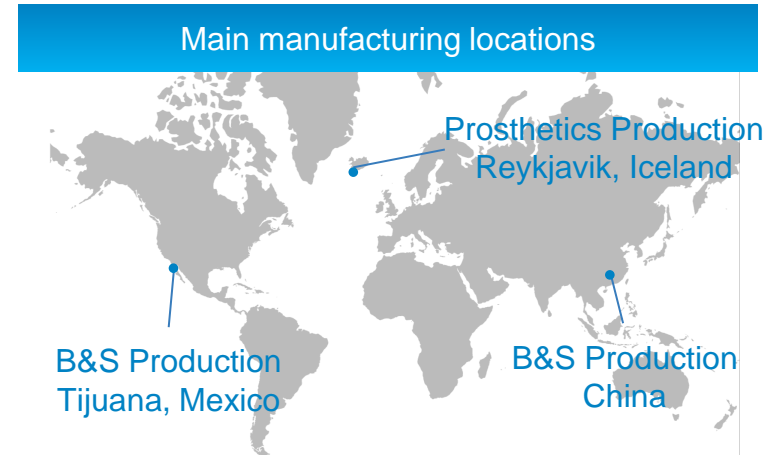 Main manufacturing locations
Prosthetics Production
Reykjavik, Iceland
B&S Production
Tijuana, Mexico
B&S Production
China